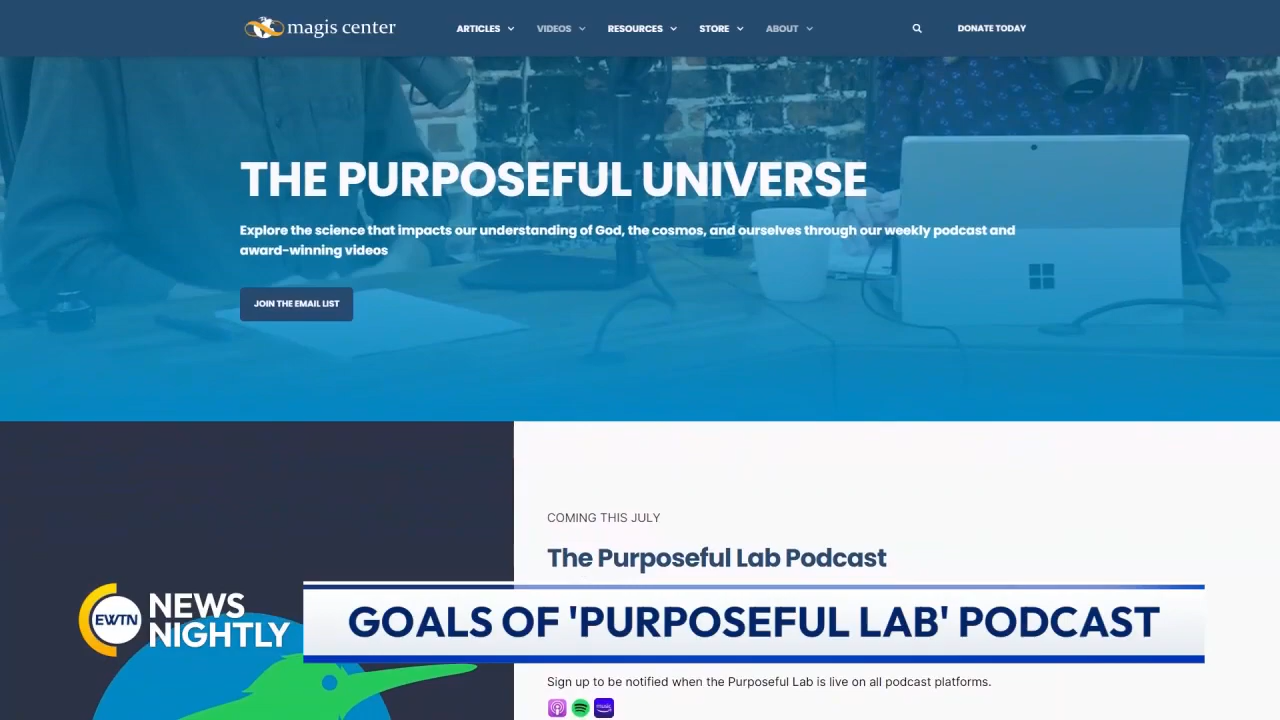 magis center
ARTICLES
VIDEOS
RESOURCES
STORE
ABOUT
DONATE TODAY
THE PURPOSEFUL UNIVERSE
Explore the science that impacts our understanding of God, the cosmos, and ourselves through our weekly podcast and
award-winning videos
JOIN THE EMAIL LIST
COMING THIS JULY
The Purposeful Lab Podcast
EWTN
NEWS
NIGHTLY
GOALS OF 'PURPOSEFUL LAB' PODCAST
Sign up to be notified when the Purposeful Lab is live on all podcast platforms.
music